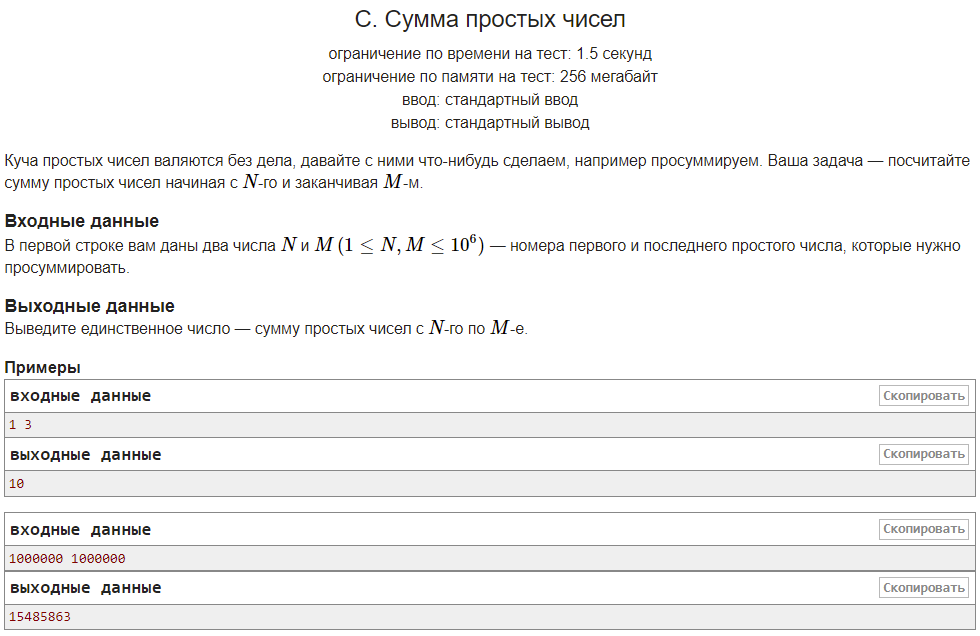 C. Сумма простых чисел
ограничение по времени на тест: 1.5 секунд
ограничение по памяти на тест: 256 мегабайт
ввод: стандартный ввод
вывод: стандартный вывод
Куча простых чисел валяются без дела, давайте с ними что-нибудь сделаем, например просуммируем. Ваша задача — посчитайте
сумму простых чисел начиная с N-го и заканчивая M-м.
Входные данные
В первой строке вам даны два числа N и M (1 ≤ N, M ≤ 10⁶) — номера первого и последнего простого числа, которые нужно
просуммировать.
Выходные данные
Выведите единственное число — сумму простых чисел с N-го по M-е.
Примеры
входные данные Скопировать
1 3
выходные данные Скопировать
10
входные данные Скопировать
1000000 1000000
выходные данные Скопировать
15485863